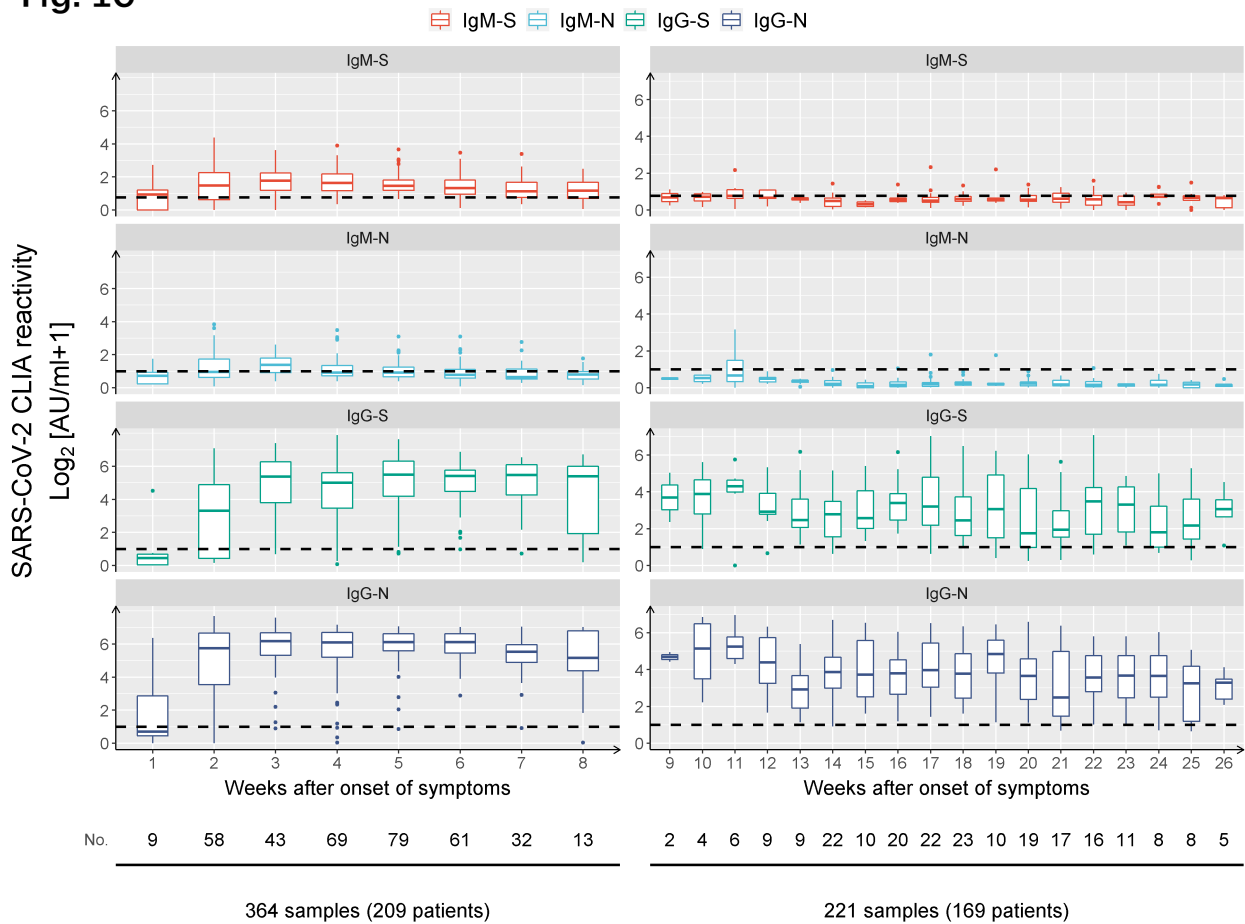 Fig. 1C
IgM-S IgM-N IgG-S IgG-N
SARS-CoV-2 CLIA reactivity
Log2 [AU/ml+1]
IgM-S
6
4
2
0
IgM-N
6
4
2
0
IgG-S
6
4
2
0
IgG-N
6
4
2
0
1 2 3 4 5 6 7 8
Weeks after onset of symptoms
IgM-S
6
4
2
0
IgM-N
6
4
2
0
IgG-S
6
4
2
0
IgG-N
6
4
2
0
9 10 11 12 13 14 15 16 17 18 19 20 21 22 23 24 25 26
Weeks after onset of symptoms
No. 9 58 43 69 79 61 32 13
2 4 6 9 9 22 10 20 22 23 10 19 17 16 11 8 8 5
364 samples (209 patients)
221 samples (169 patients)